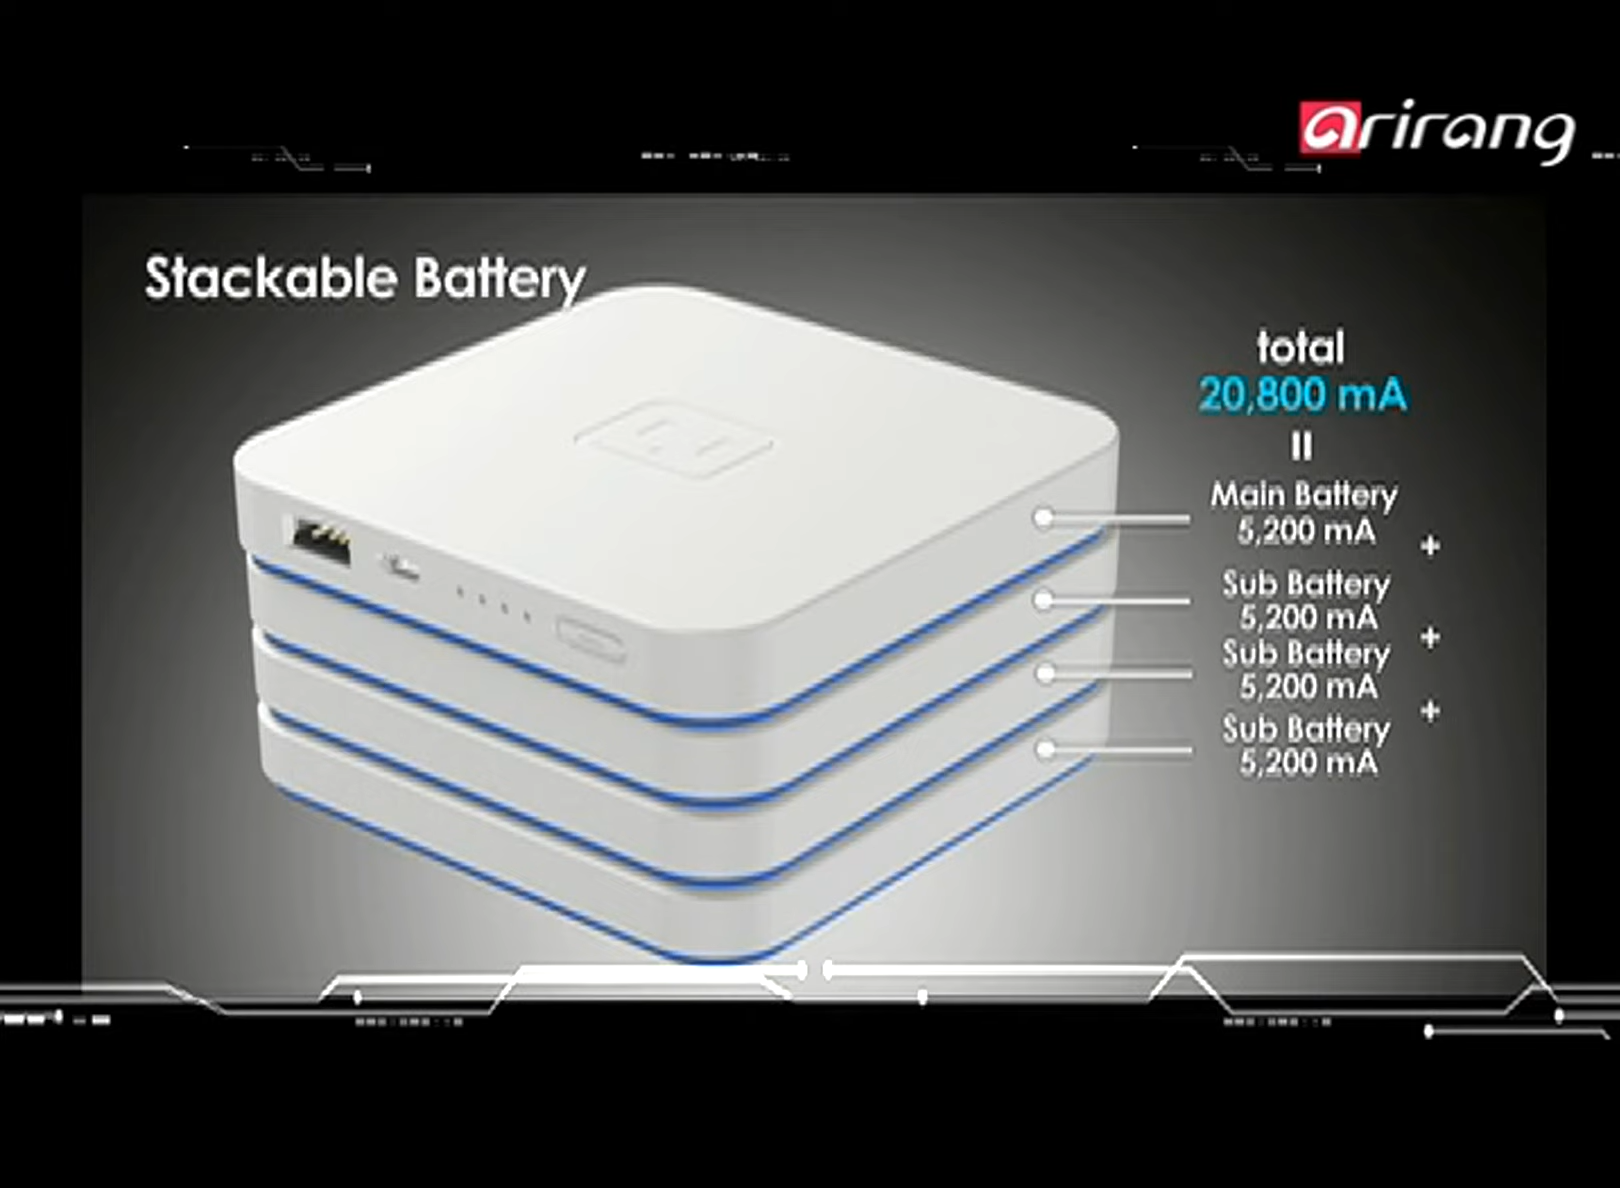 arirang
Stackable Battery
total
20,800 mA
=
Main Battery
5,200 mA
+
Sub Battery
5,200 mA
+
Sub Battery
5,200 mA
+
Sub Battery
5,200 mA